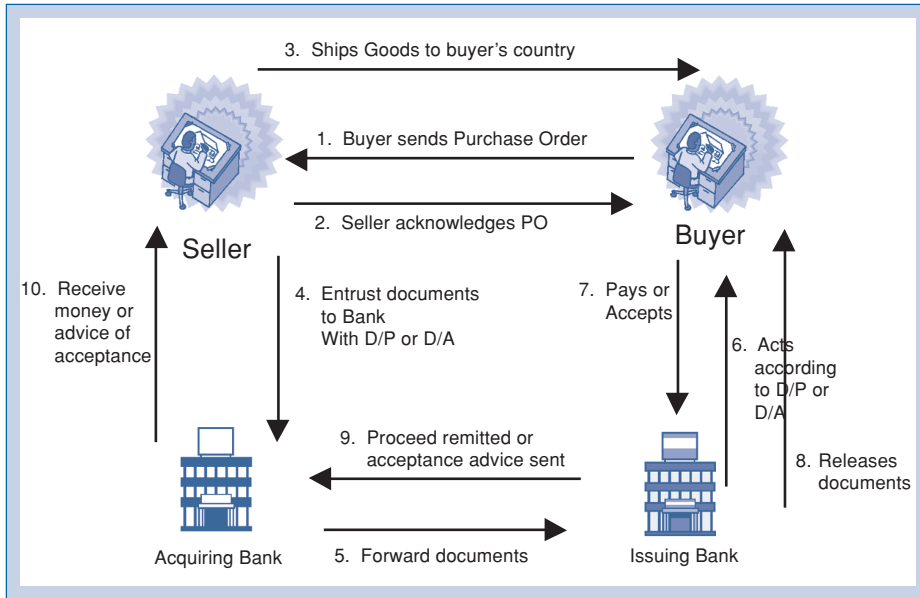 3. Ships Goods to buyer's country
1. Buyer sends Purchase Order
2. Seller acknowledges PO
Seller
Buyer
10. Receive
money or
advice of
acceptance
4. Entrust documents
to Bank
With D/P or D/A
7. Pays or
Accepts
6. Acts
according
to D/P or
D/A
9. Proceed remitted or
acceptance advice sent
8. Releases
documents
Acquiring Bank
5. Forward documents
Issuing Bank